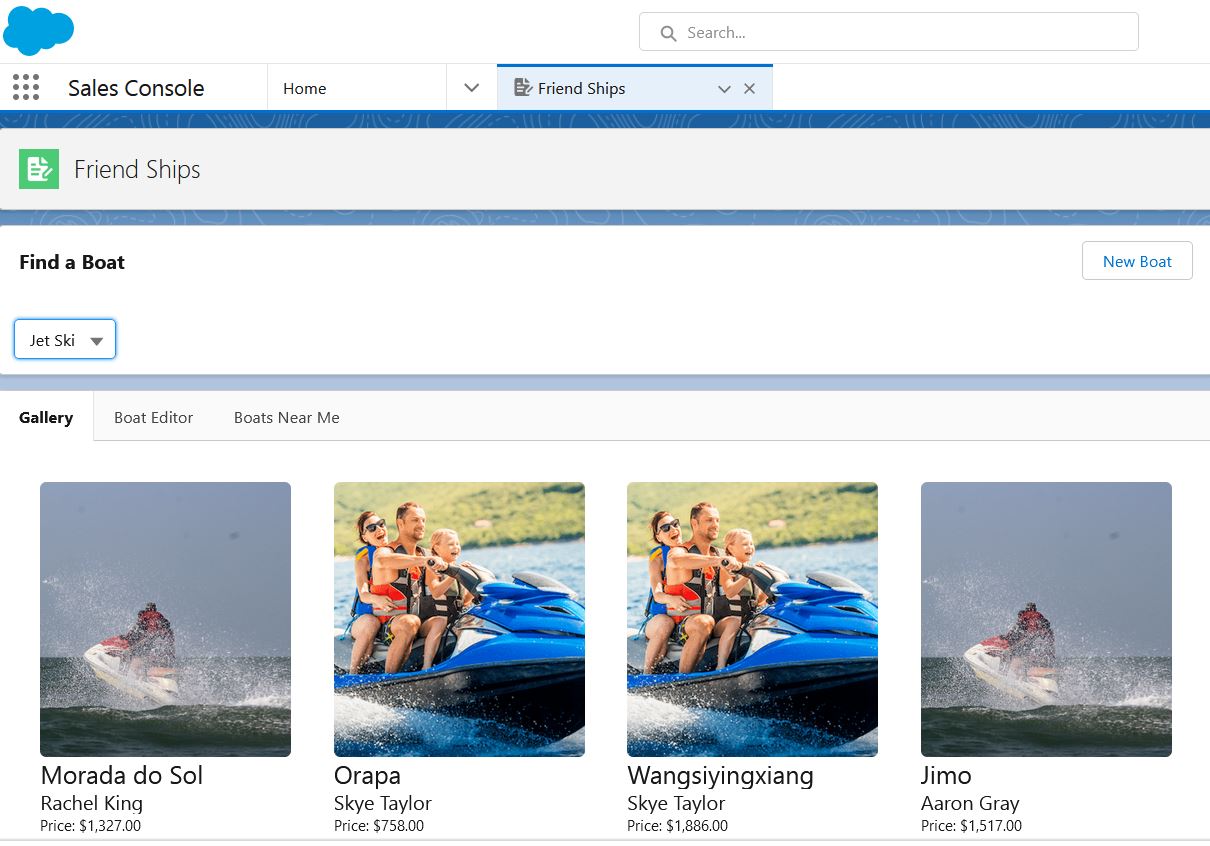 Search...
Sales Console
Home
Friend Ships
Friend Ships
Find a Boat
New Boat
Jet Ski
Gallery Boat Editor Boats Near Me
Morada do Sol
Rachel King
Price: $1,327.00
Orapa
Skye Taylor
Price: $758.00
Wangsiyingxiang
Skye Taylor
Price: $1,886.00
Jimo
Aaron Gray
Price: $1,517.00